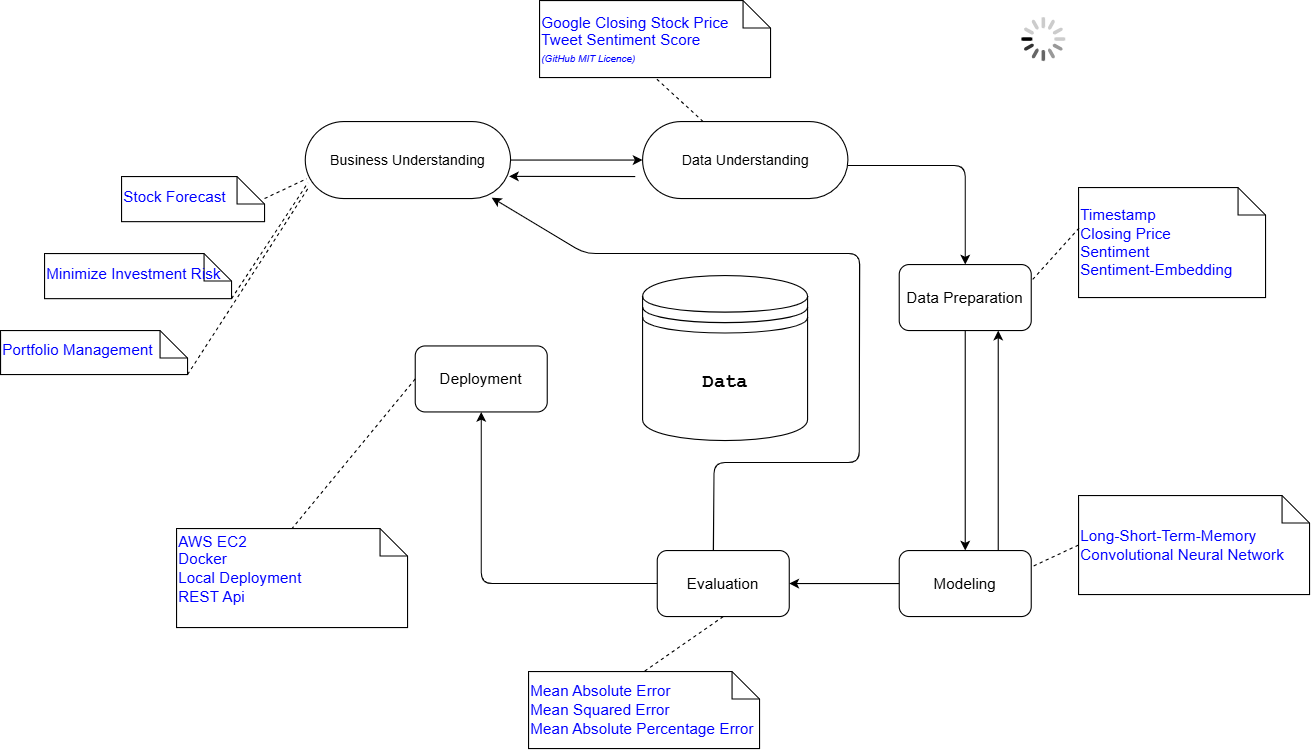 Google Closing Stock Price
Tweet Sentiment Score
(GitHub MIT Licence)
Business Understanding
Data Understanding
Stock Forecast
Timestamp
Closing Price
Sentiment
Sentiment-Embedding
Minimize Investment Risk
Data Preparation
Portfolio Management
Deployment
Data
Long-Short-Term-Memory
Convolutional Neural Network
AWS EC2
Docker
Local Deployment
REST Api
Evaluation
Modeling
Mean Absolute Error
Mean Squared Error
Mean Absolute Percentage Error